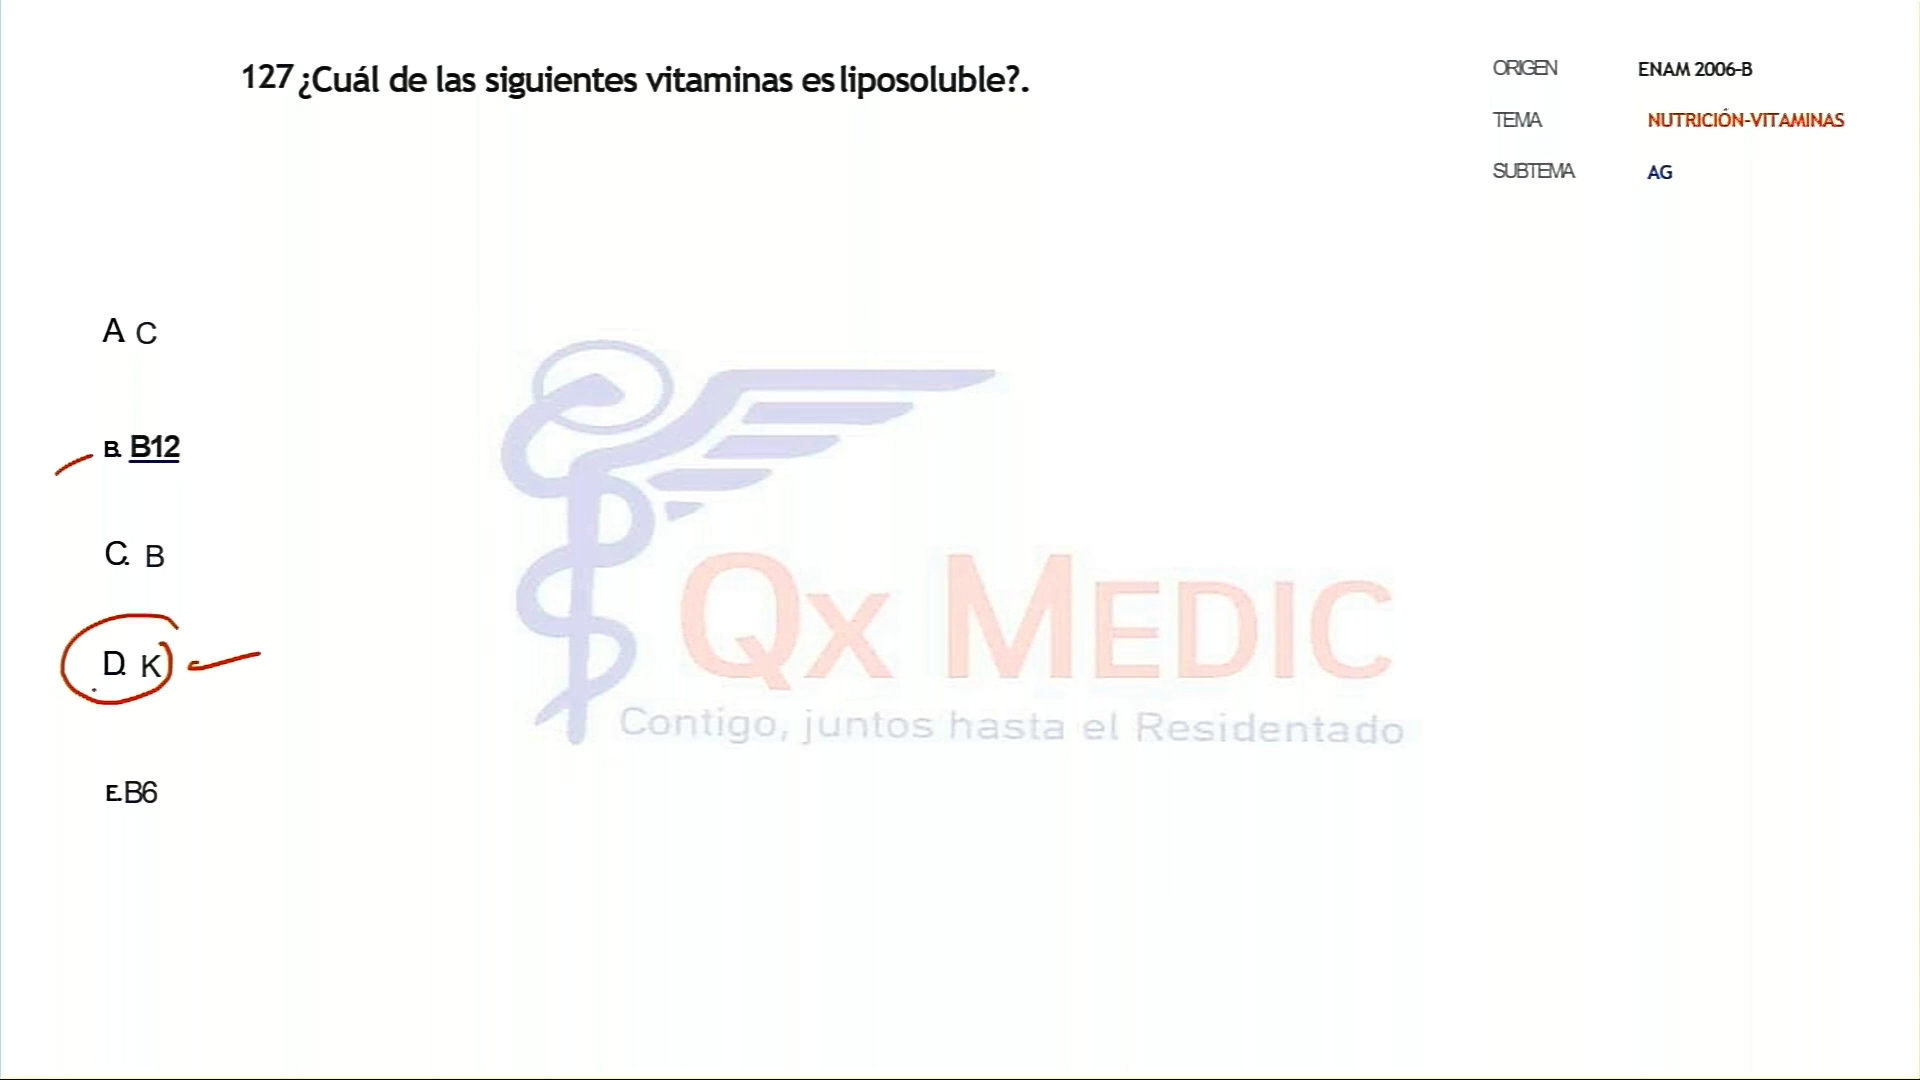 127 ¿Cuál de las siguientes vitaminas es liposoluble?.
ORIGEN ENAM 2006-B
TEMA NUTRICIÓN-VITAMINAS
SUBTEMA AG
A. C
B. B12
C. B
D. K
E. B6
Qx MEDIC
Contigo, juntos hasta el Residentado